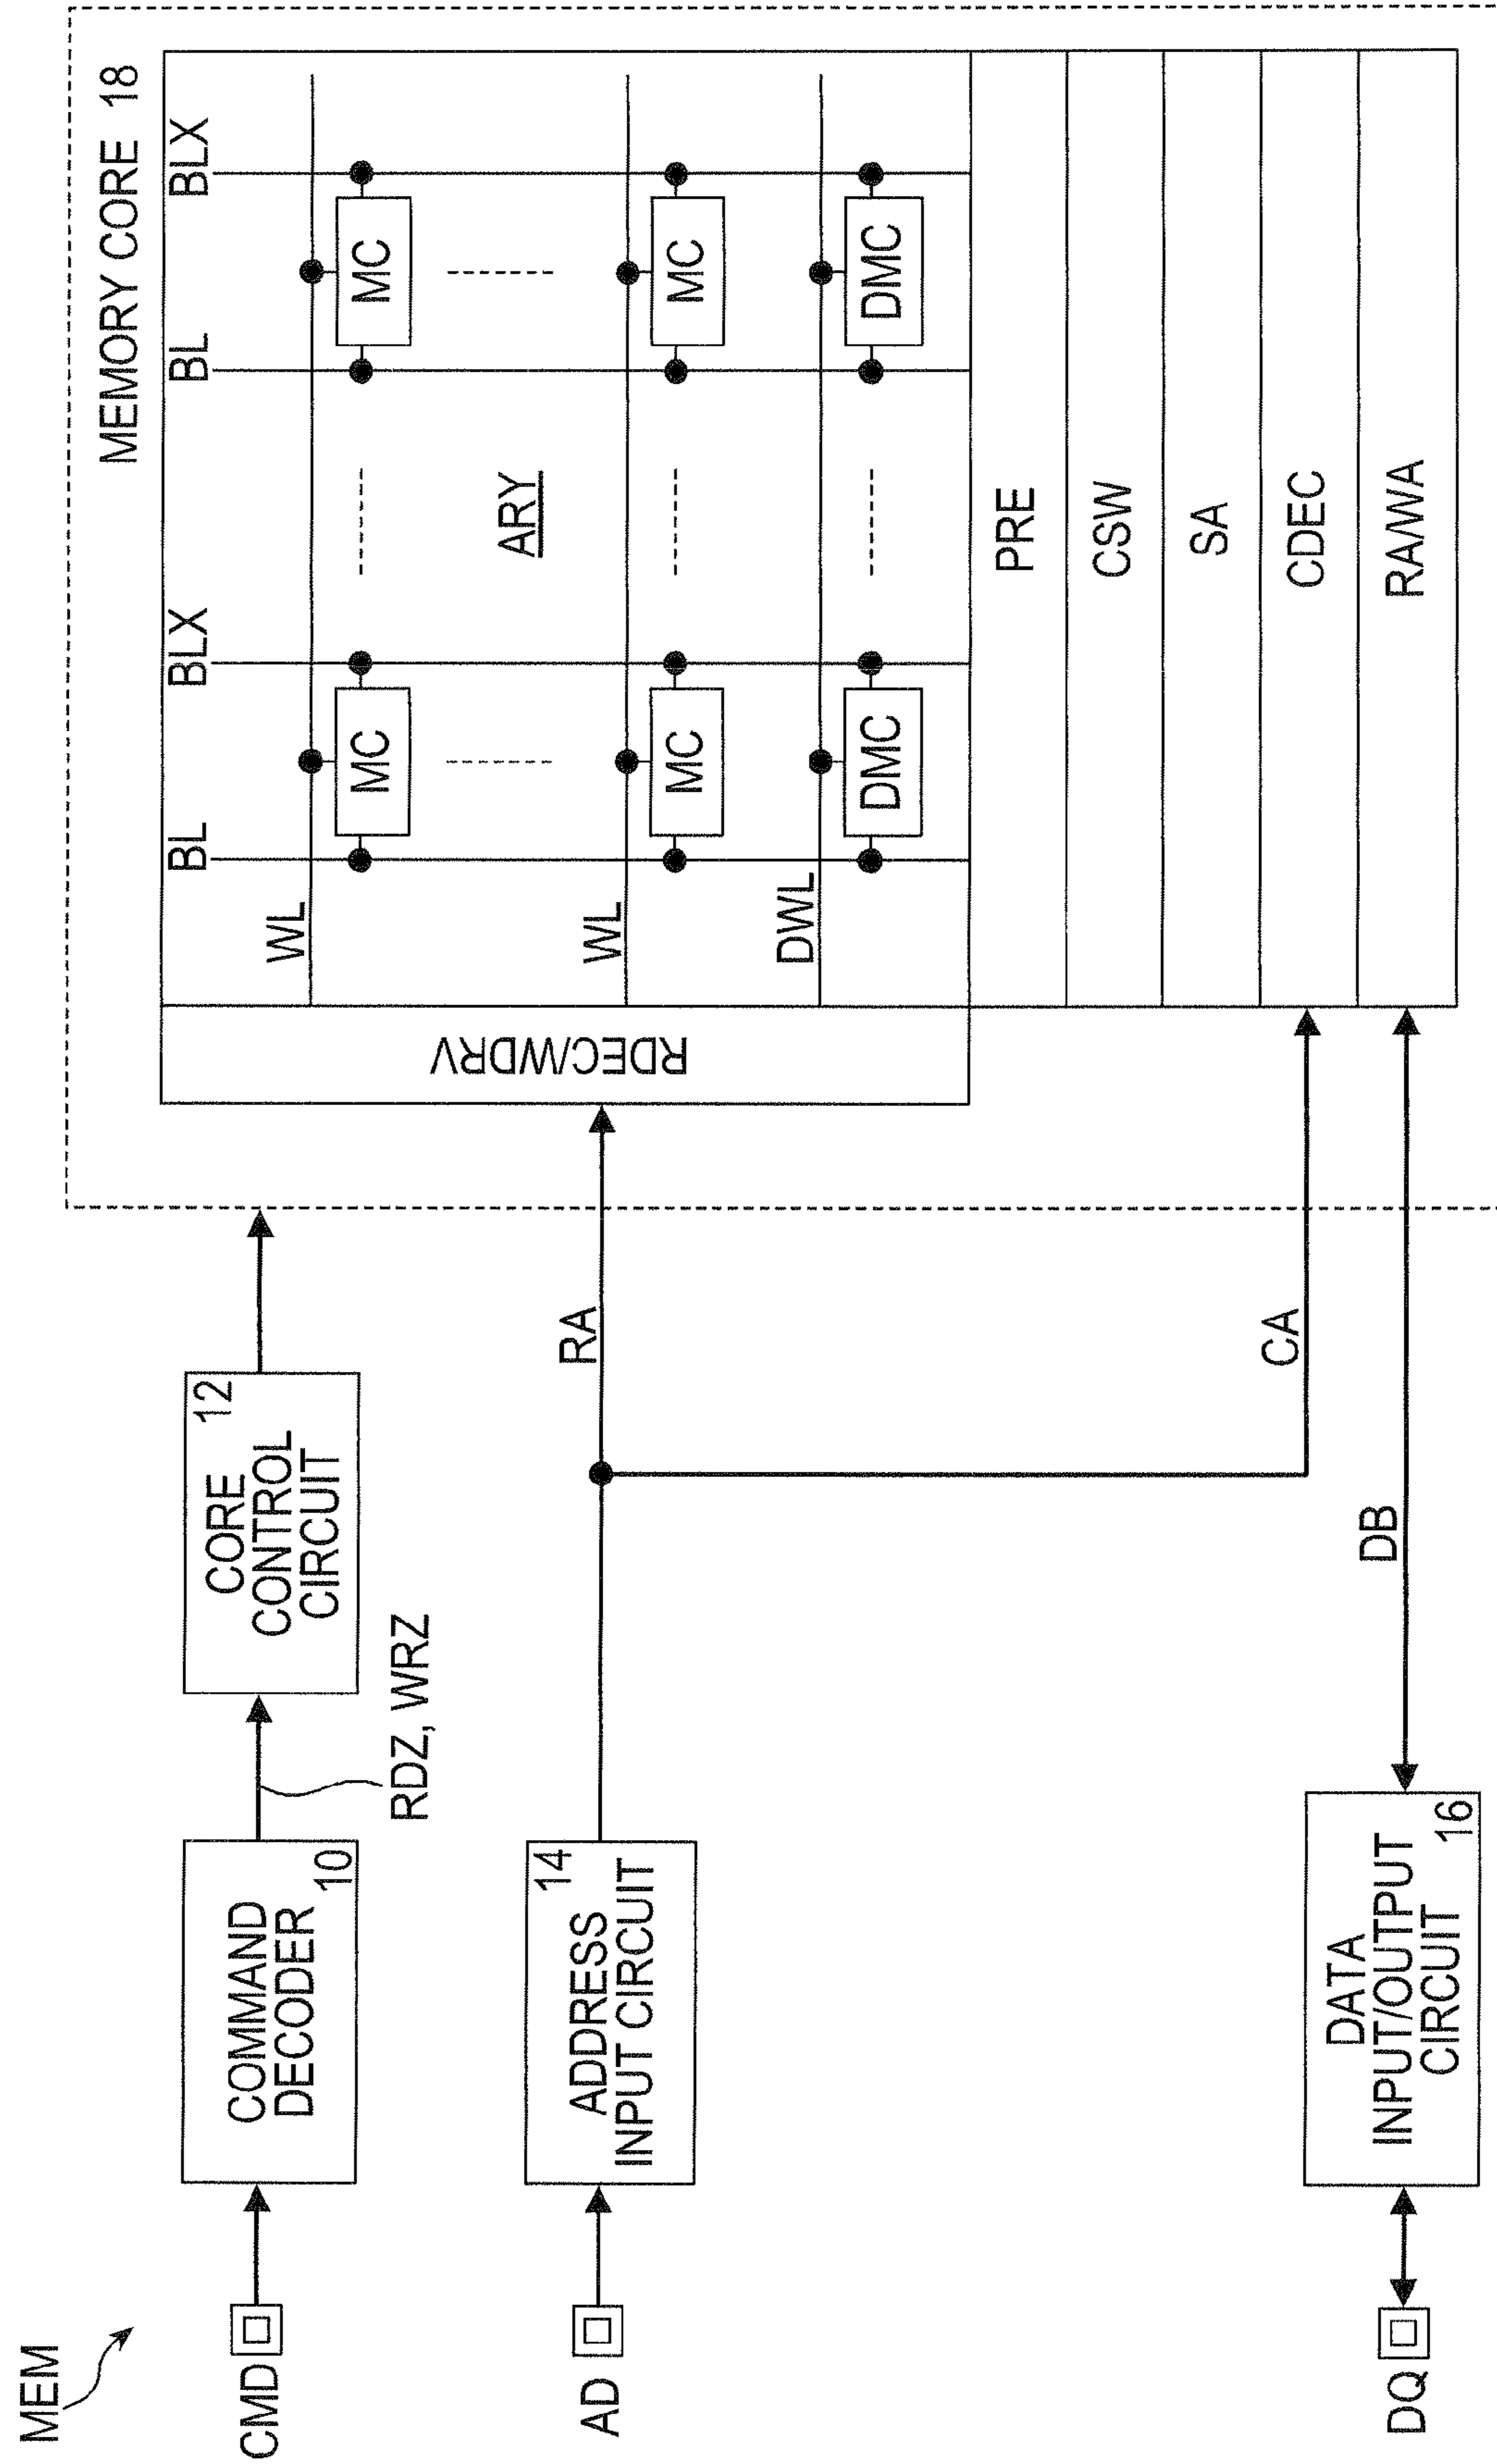 MEM
CMD
COMMAND
DECODER
10
RDZ, WRZ
CORE
CONTROL
CIRCUIT
12
AD
ADDRESS
INPUT CIRCUIT
14
RA
CA
DQ
DATA
INPUT/OUTPUT
CIRCUIT
16
DB
MEMORY CORE 18
RDEC/WDRV
BL
BLX
BL
BLX
WL
MC
MC
ARY
WL
MC
MC
DWL
DMC
DMC
PRE
CSW
SA
CDEC
RA/WA